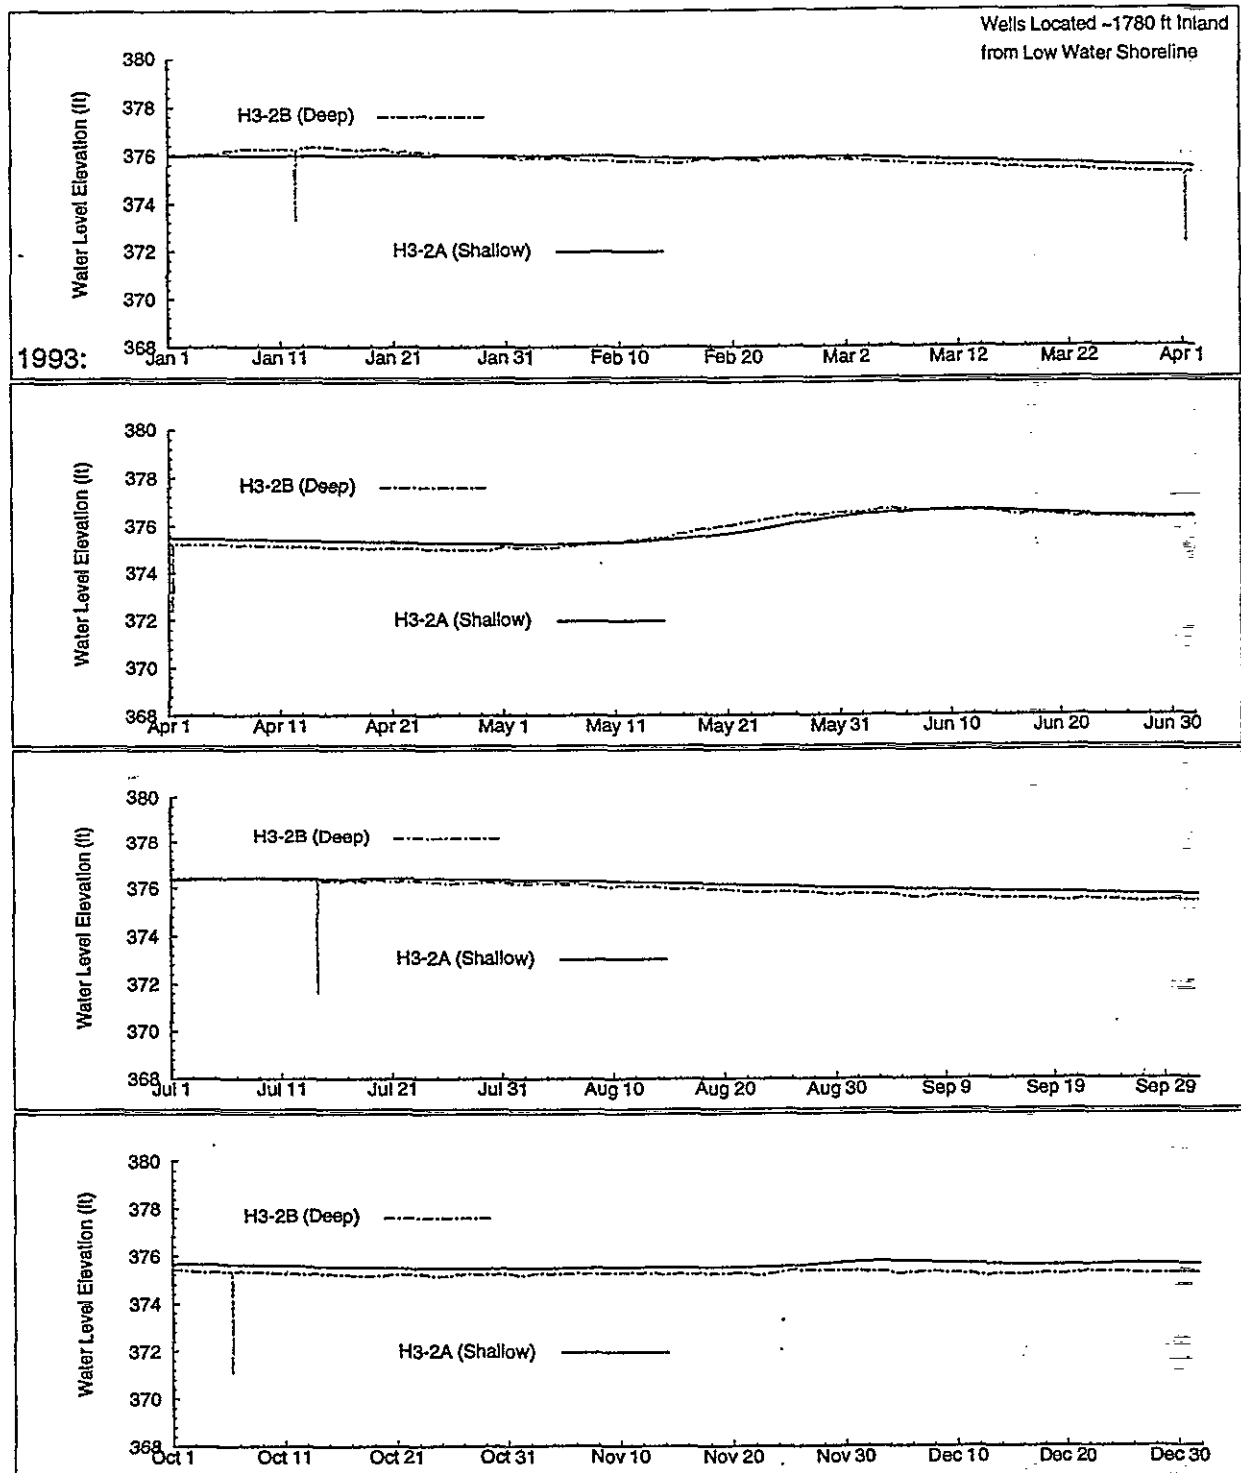 Wells Located ~1780 ft Inland
from Low Water Shoreline
Water Level Elevation (ft)
380
378
376
374
372
370
368
H3-2B (Deep)
H3-2A (Shallow)
1993:
Jan 1 Jan 11 Jan 21 Jan 31 Feb 10 Feb 20 Mar 2 Mar 12 Mar 22 Apr 1
Water Level Elevation (ft)
380
378
376
374
372
370
368
H3-2B (Deep)
H3-2A (Shallow)
Apr 1 Apr 11 Apr 21 May 1 May 11 May 21 May 31 Jun 10 Jun 20 Jun 30
Water Level Elevation (ft)
380
378
376
374
372
370
368
H3-2B (Deep)
H3-2A (Shallow)
Jul 1 Jul 11 Jul 21 Jul 31 Aug 10 Aug 20 Aug 30 Sep 9 Sep 19 Sep 29
Water Level Elevation (ft)
380
378
376
374
372
370
368
H3-2B (Deep)
H3-2A (Shallow)
Oct 1 Oct 11 Oct 21 Oct 31 Nov 10 Nov 20 Nov 30 Dec 10 Dec 20 Dec 30